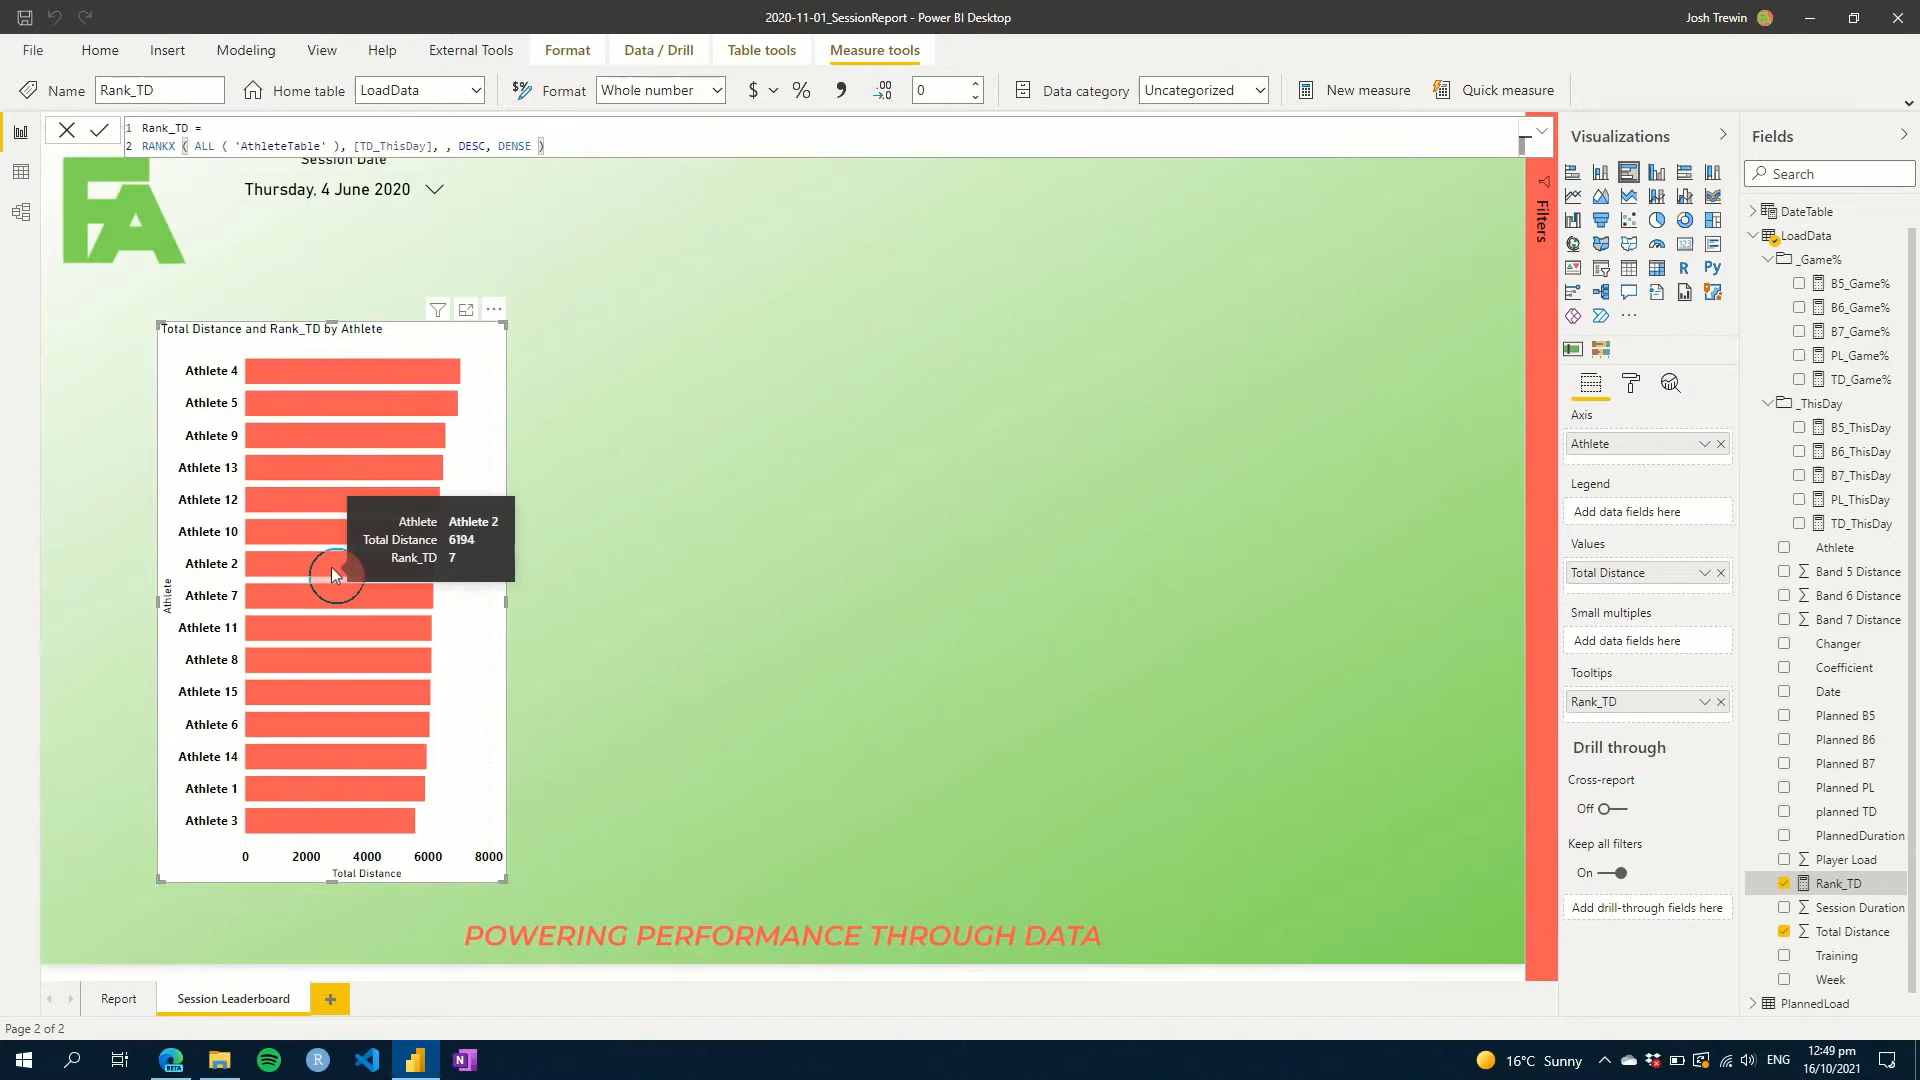 2020-11-01_SessionReport - Power BI Desktop
Josh Trewin
File Home Insert Modeling View Help External Tools Format Data / Drill Table tools Measure tools
Name Rank_TD Home table LoadData Format Whole number $ % 0 Data category Uncategorized New measure Quick measure
1 Rank_TD =
2 RANKX ( ALL ( 'AthleteTable' ), [TD_ThisDay], , DESC, DENSE )
Session Date
Thursday, 4 June 2020
FA
Total Distance and Rank_TD by Athlete
Athlete 4
Athlete 5
Athlete 9
Athlete 13
Athlete 12
Athlete 10
Athlete 2
Athlete 7
Athlete 11
Athlete 8
Athlete 15
Athlete 6
Athlete 14
Athlete 1
Athlete 3
Athlete
0 2000 4000 6000 8000
Total Distance
Athlete Athlete 2
Total Distance 6194
Rank_TD 7
POWERING PERFORMANCE THROUGH DATA
Filters
Visualizations
R Py
123
Axis
Athlete
Legend
Add data fields here
Values
Total Distance
Small multiples
Add data fields here
Tooltips
Rank_TD
Drill through
Cross-report
Off
Keep all filters
On
Add drill-through fields here
Fields
Search
DateTable
LoadData
_Game%
B5_Game%
B6_Game%
B7_Game%
PL_Game%
TD_Game%
_ThisDay
B5_ThisDay
B6_ThisDay
B7_ThisDay
PL_ThisDay
TD_ThisDay
Athlete
Band 5 Distance
Band 6 Distance
Band 7 Distance
Changer
Coefficient
Date
Planned B5
Planned B6
Planned B7
Planned PL
planned TD
PlannedDuration
Player Load
Rank_TD
Session Duration
Total Distance
Training
Week
PlannedLoad
Report Session Leaderboard +
Page 2 of 2
BETA
R
N
16°C Sunny
ENG
12:49 pm
16/10/2021